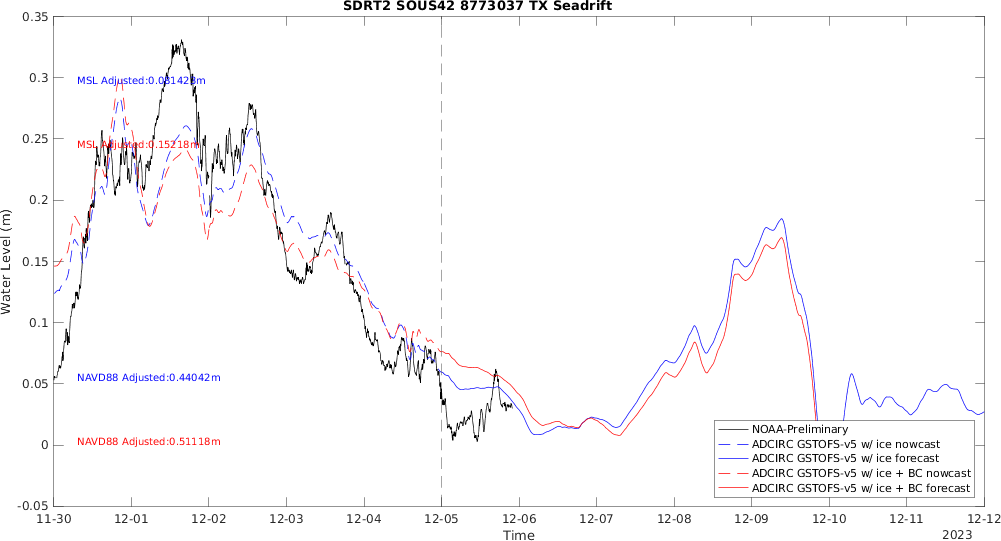 SDRT2 SOUS42 8773037 TX Seadrift
0.35
0.3
0.25
0.2
0.15
0.1
0.05
0
-0.05
Water Level (m)
MSL Adjusted:0.081428m
MSL Adjusted:0.15218m
NAVD88 Adjusted:0.44042m
NAVD88 Adjusted:0.51118m
NOAA-Preliminary
ADCIRC GSTOFS-v5 w/ ice nowcast
ADCIRC GSTOFS-v5 w/ ice forecast
ADCIRC GSTOFS-v5 w/ ice + BC nowcast
ADCIRC GSTOFS-v5 w/ ice + BC forecast
11-30 12-01 12-02 12-03 12-04 12-05 12-06 12-07 12-08 12-09 12-10 12-11 12-12
Time
2023